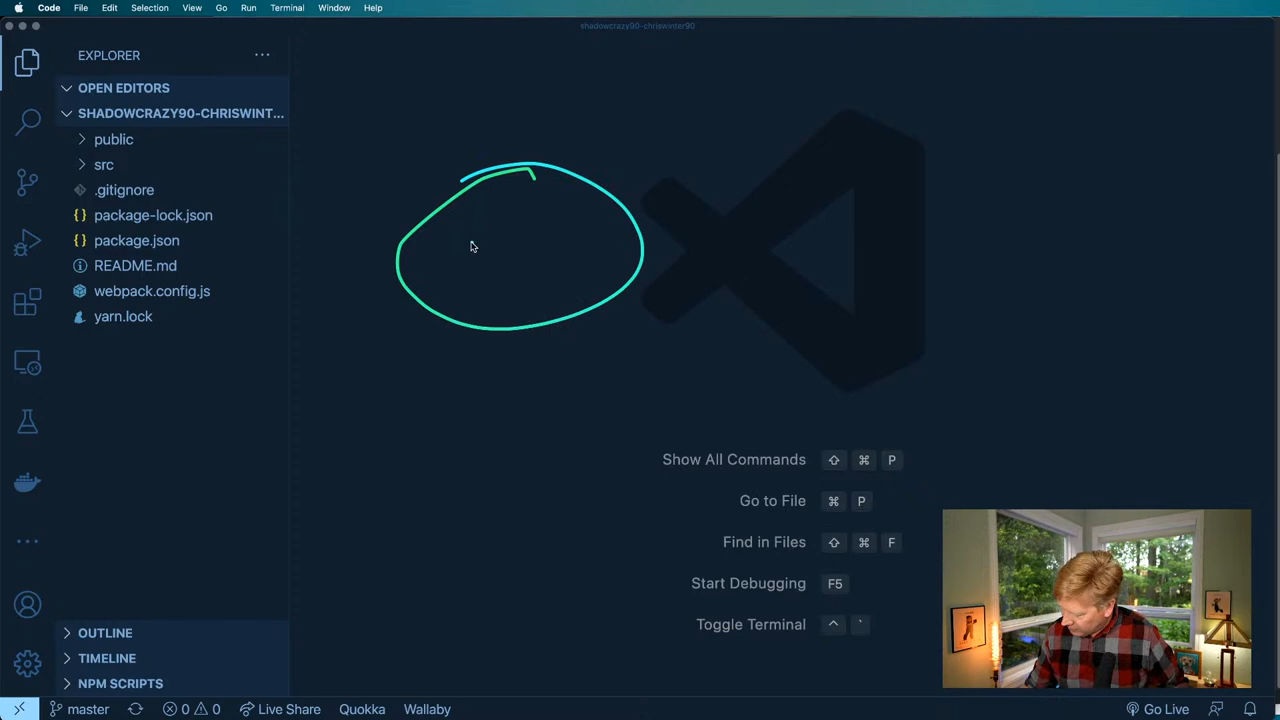 Code File Edit Selection View Go Run Terminal Window Help
shadowcrazy90-chriswinter90
EXPLORER ...
OPEN EDITORS
SHADOWCRAZY90-CHRISWINT...
public
src
.gitignore
{} package-lock.json
{} package.json
README.md
webpack.config.js
yarn.lock
Show All Commands ⇧ ⌘ P
Go to File ⌘ P
Find in Files ⇧ ⌘ F
Start Debugging F5
Toggle Terminal ^ `
OUTLINE
TIMELINE
NPM SCRIPTS
master 0 0 Live Share Quokka Wallaby Go Live